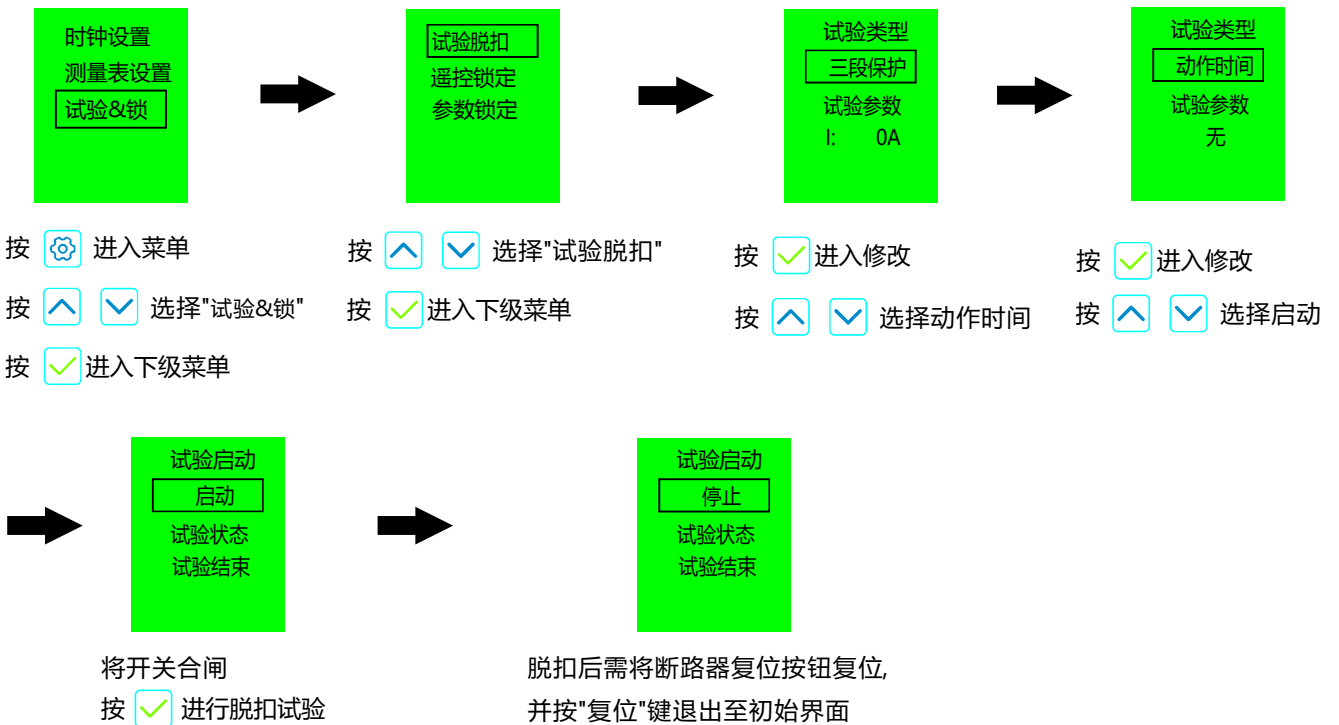 时钟设置
测量表设置
试验&锁
按 进入菜单
按 选择"试验&锁"
按 进入下级菜单
试验脱扣
遥控锁定
参数锁定
按 选择"试验脱扣"
按 进入下级菜单
试验类型
三段保护
试验参数
I: 0A
按 进入修改
按 选择动作时间
试验类型
动作时间
试验参数
无
按 进入修改
按 选择启动
试验启动
启动
试验状态
试验结束
将开关合闸
按 进行脱扣试验
试验启动
停止
试验状态
试验结束
脱扣后需将断路器复位按钮复位,
并按"复位"键退出至初始界面